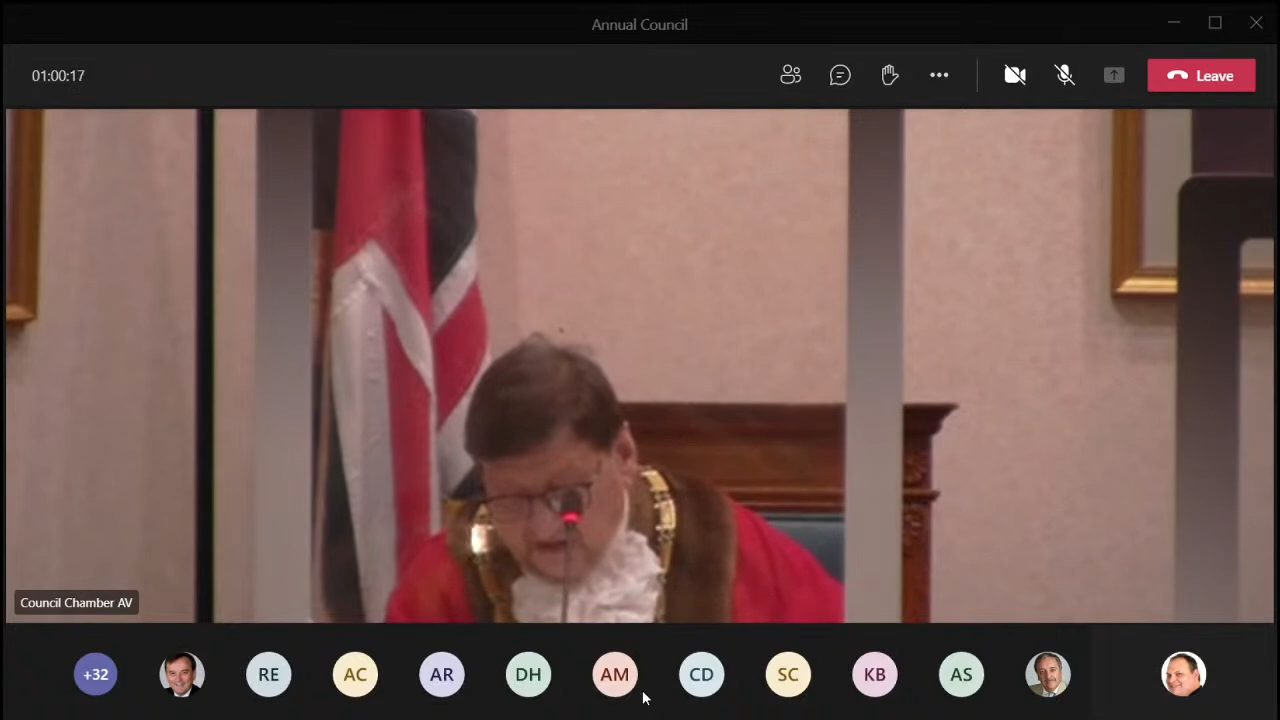 Annual Council
01:00:17
Leave
Council Chamber AV
+32
RE
AC
AR
DH
AM
CD
SC
KB
AS